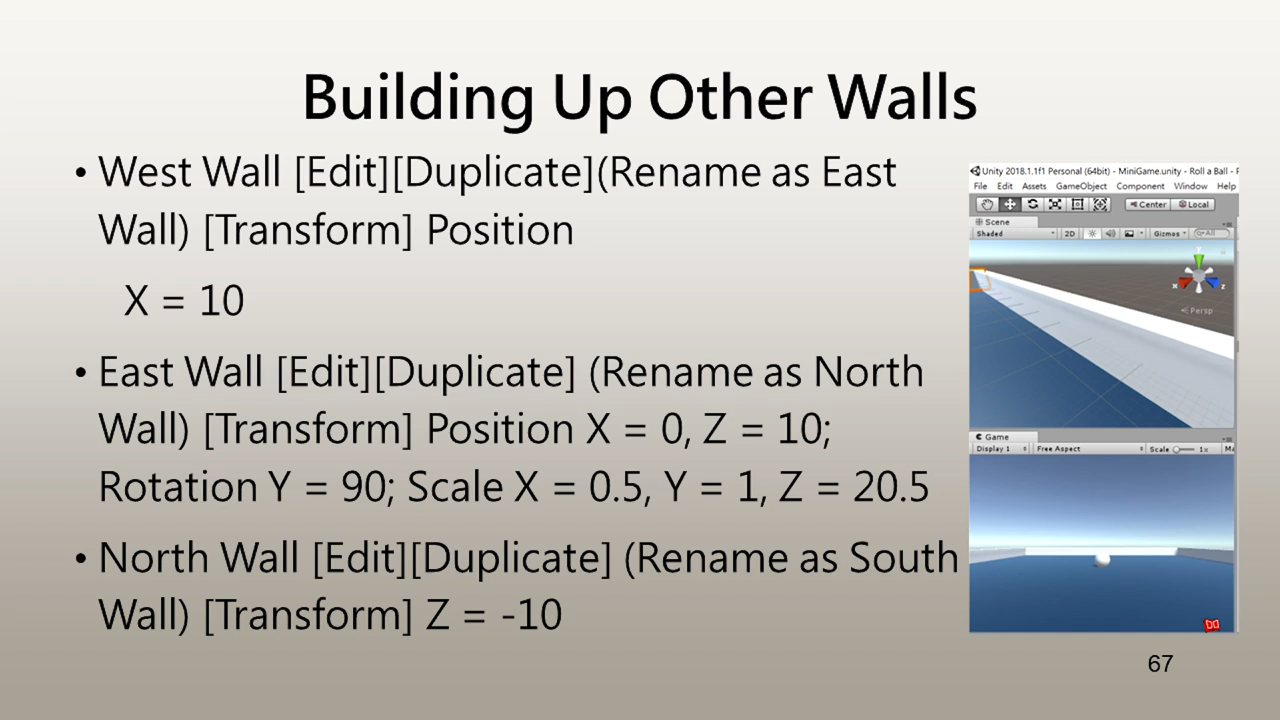 Building Up Other Walls
• West Wall [Edit][Duplicate](Rename as East
Wall) [Transform] Position
X = 10
• East Wall [Edit][Duplicate] (Rename as North
Wall) [Transform] Position X = 0, Z = 10;
Rotation Y = 90; Scale X = 0.5, Y = 1, Z = 20.5
• North Wall [Edit][Duplicate] (Rename as South
Wall) [Transform] Z = -10
Unity 2018.1.1f1 Personal (64bit) - MiniGame.unity - Roll a Ball -
File Edit Assets GameObject Component Window Help
Center Local
Scene
Shaded 2D Gizmos All
y
x z
Persp
Game
Display 1 Free Aspect Scale 1x
67